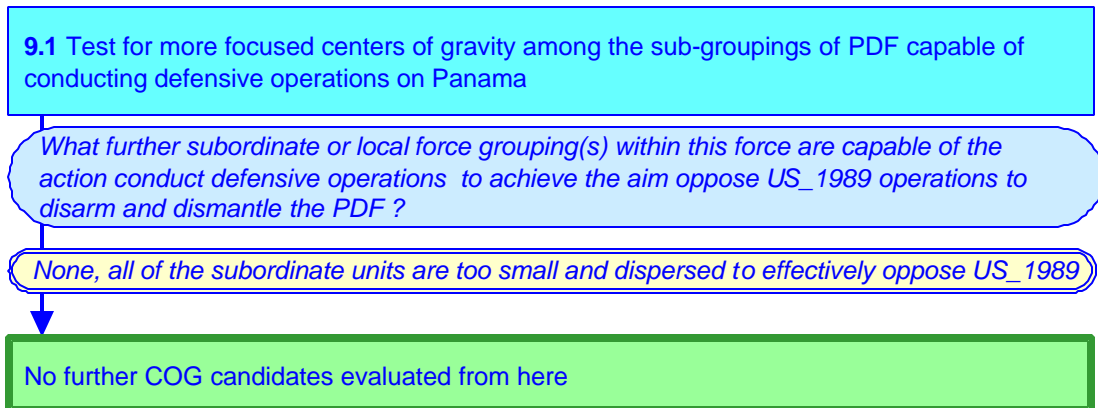 9.1 Test for more focused centers of gravity among the sub-groupings of PDF capable of
conducting defensive operations on Panama
What further subordinate or local force grouping(s) within this force are capable of the
action conduct defensive operations to achieve the aim oppose US_1989 operations to
disarm and dismantle the PDF ?
None, all of the subordinate units are too small and dispersed to effectively oppose US_1989
No further COG candidates evaluated from here